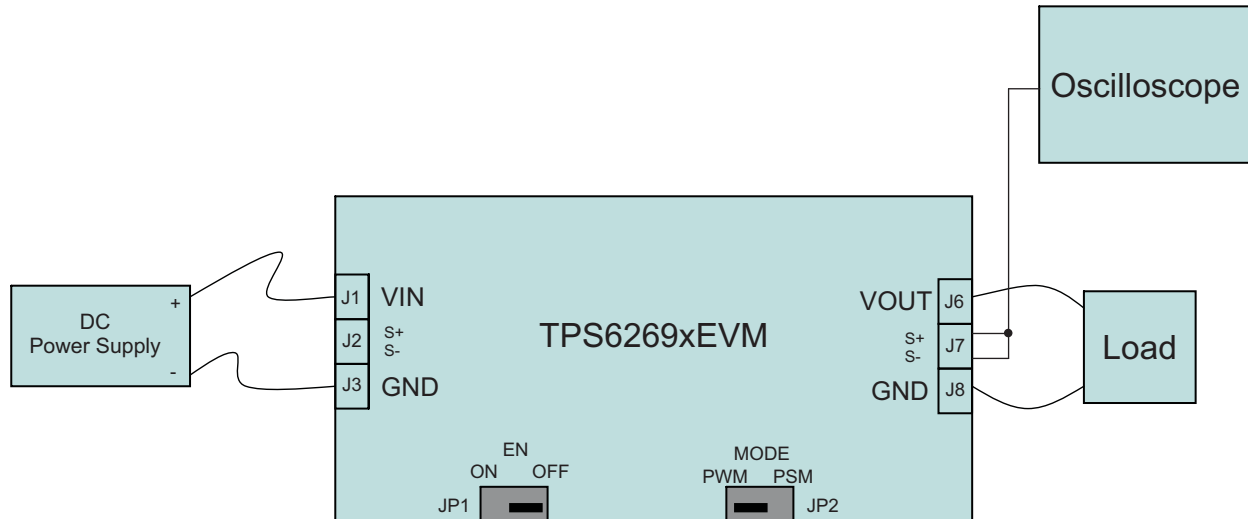 Oscilloscope
DC
Power Supply
+
-
J1
VIN
J2
S+
S-
J3
GND
TPS6269xEVM
VOUT
J6
S+
S-
J7
GND
J8
Load
EN
ON
OFF
JP1
MODE
PWM
PSM
JP2